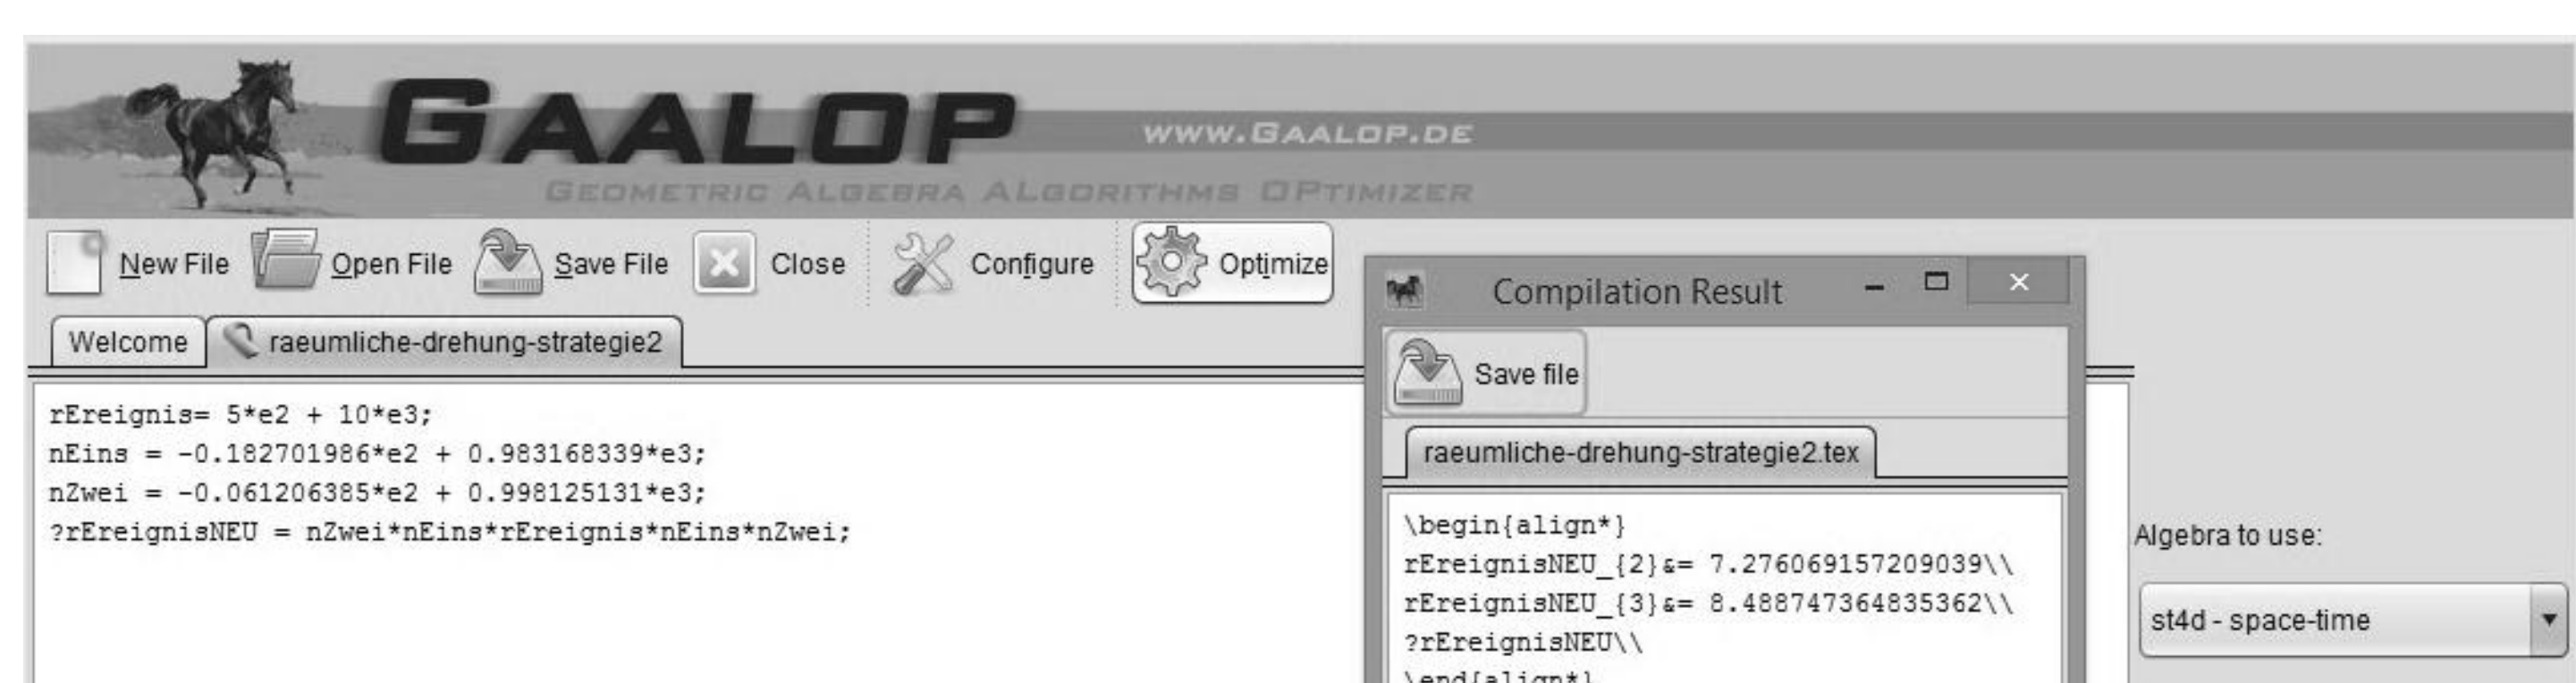 GAALOP
WWW.GAALOP.DE
GEOMETRIC ALGEBRA ALGORITHMS OPTIMIZER
New File Open File Save File Close Configure Optimize
Welcome raeumliche-drehung-strategie2
rEreignis= 5*e2 + 10*e3;
nEins = -0.182701986*e2 + 0.983168339*e3;
nZwei = -0.061206385*e2 + 0.998125131*e3;
?rEreignisNEU = nZwei*nEins*rEreignis*nEins*nZwei;
Compilation Result
Save file
raeumliche-drehung-strategie2.tex
\begin{align*}
rEreignisNEU_{2}&= 7.276069157209039\\
rEreignisNEU_{3}&= 8.488747364835362\\
?rEreignisNEU\\
\end{align*}
Algebra to use:
st4d - space-time